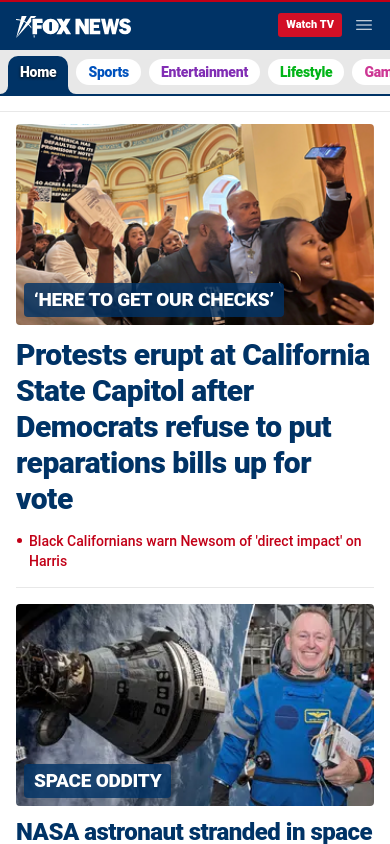 FOX NEWS
Watch TV
Home
Sports
Entertainment
Lifestyle
Gam
"AMERICA HAS
DEFAULTED ON ITS
PROMISSORY NOTE"
40 ACRES & A
‘HERE TO GET OUR CHECKS’
Protests erupt at California
State Capitol after
Democrats refuse to put
reparations bills up for
vote
• Black Californians warn Newsom of 'direct impact' on
Harris
SPACE ODDITY
NASA astronaut stranded in space